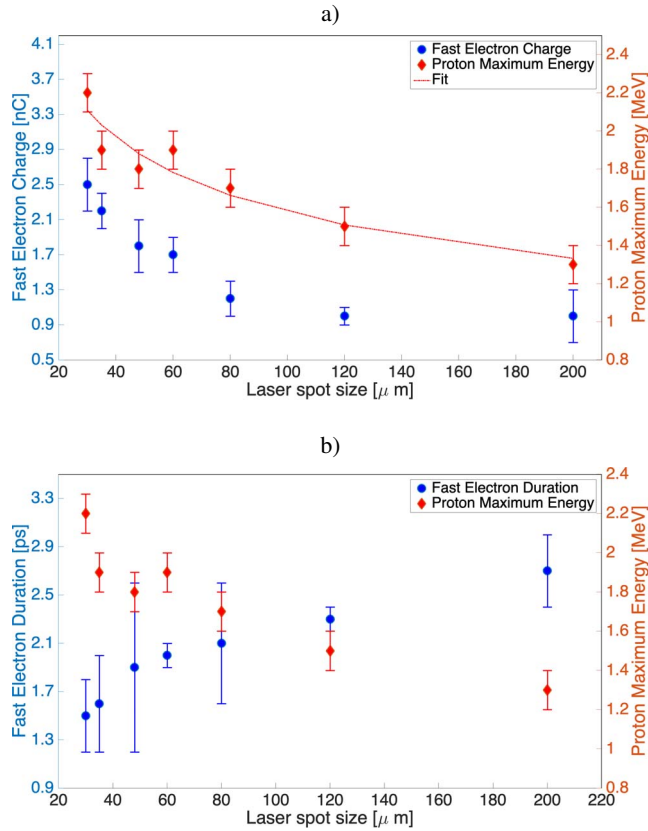 a)
Fast Electron Charge
Proton Maximum Energy
Fit
Fast Electron Charge [nC]
4.1
3.7
3.3
2.9
2.5
2.1
1.7
1.3
0.9
0.5
2.4
2.2
2
1.8
1.6
1.4
1.2
1
0.8
Proton Maximum Energy [MeV]
20 40 60 80 100 120 140 160 180 200
Laser spot size [μ m]
b)
Fast Electron Duration
Proton Maximum Energy
Fast Electron Duration [ps]
3.3
2.9
2.5
2.1
1.7
1.3
0.9
2.4
2.2
2
1.8
1.6
1.4
1.2
1
0.8
Proton Maximum Energy [MeV]
20 40 60 80 100 120 140 160 180 200 220
Laser spot size [μ m]